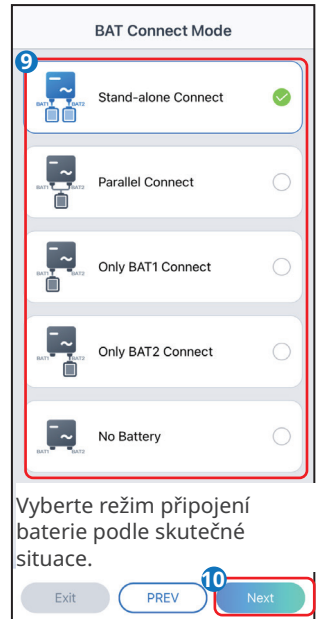 BAT Connect Mode
9
BAT1 BAT2 Stand-alone Connect
BAT1 BAT2 Parallel Connect
BAT1 BAT2 Only BAT1 Connect
BAT1 BAT2 Only BAT2 Connect
BAT1 BAT2 No Battery
Vyberte režim připojení
baterie podle skutečné
situace.
10
Exit PREV Next